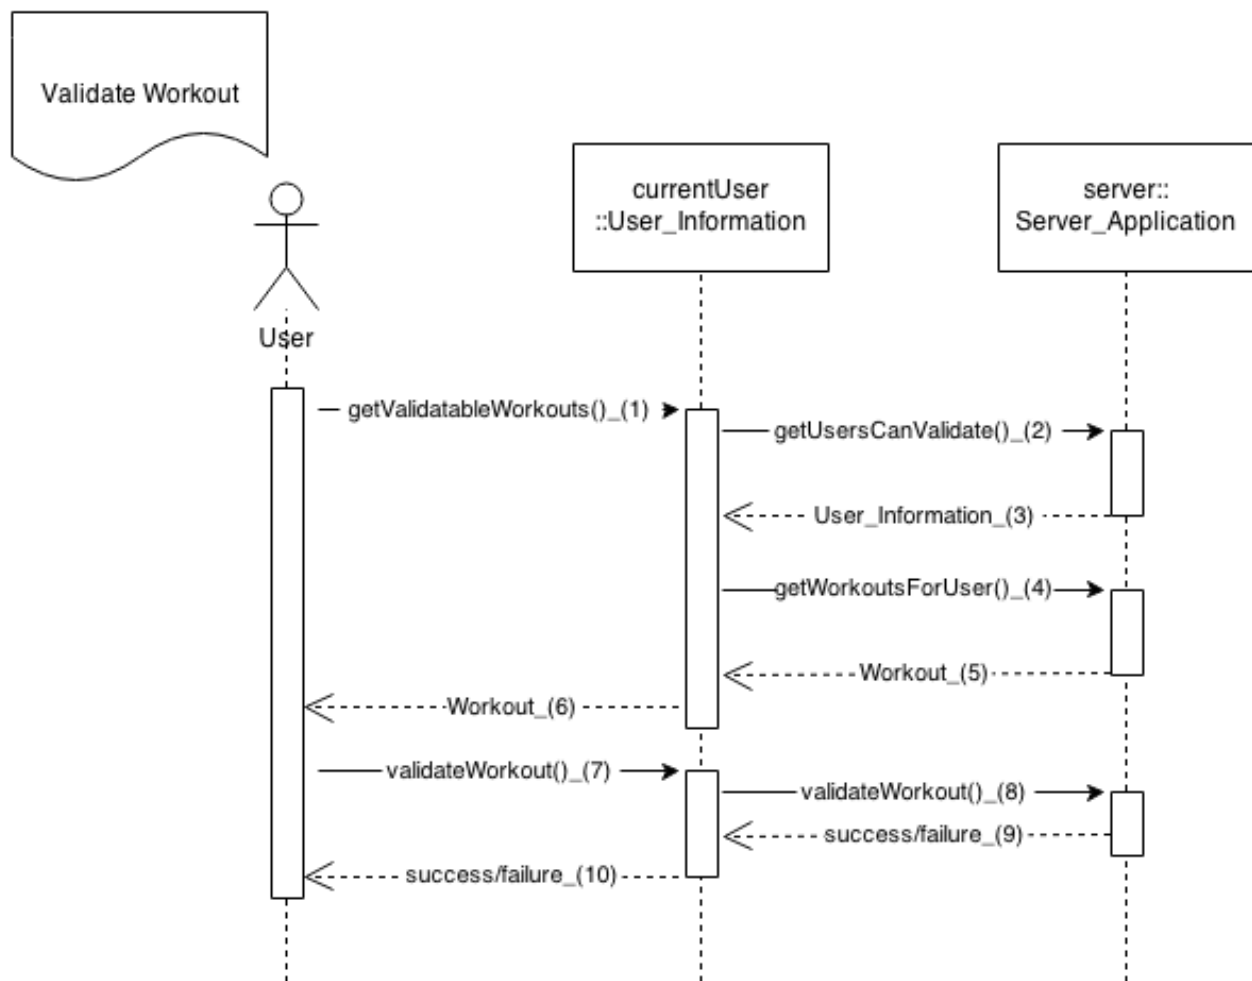 Validate Workout
currentUser
::User_Information
server::
Server_Application
User
getValidatableWorkouts()_(1)
getUsersCanValidate()_(2)
User_Information_(3)
getWorkoutsForUser()_(4)
Workout_(5)
Workout_(6)
validateWorkout()_(7)
validateWorkout()_(8)
success/failure_(9)
success/failure_(10)